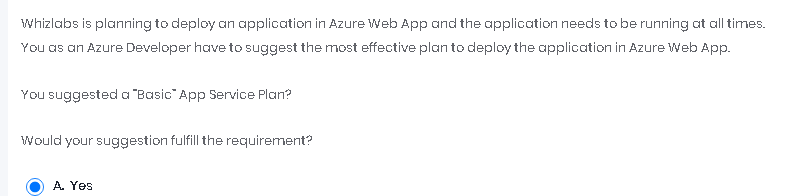 Whizlabs is planning to deploy an application in Azure Web App and the application needs to be running at all times.
You as an Azure Developer have to suggest the most effective plan to deploy the application in Azure Web App.
You suggested a "Basic" App Service Plan?
Would your suggestion fulfill the requirement?
A. Yes